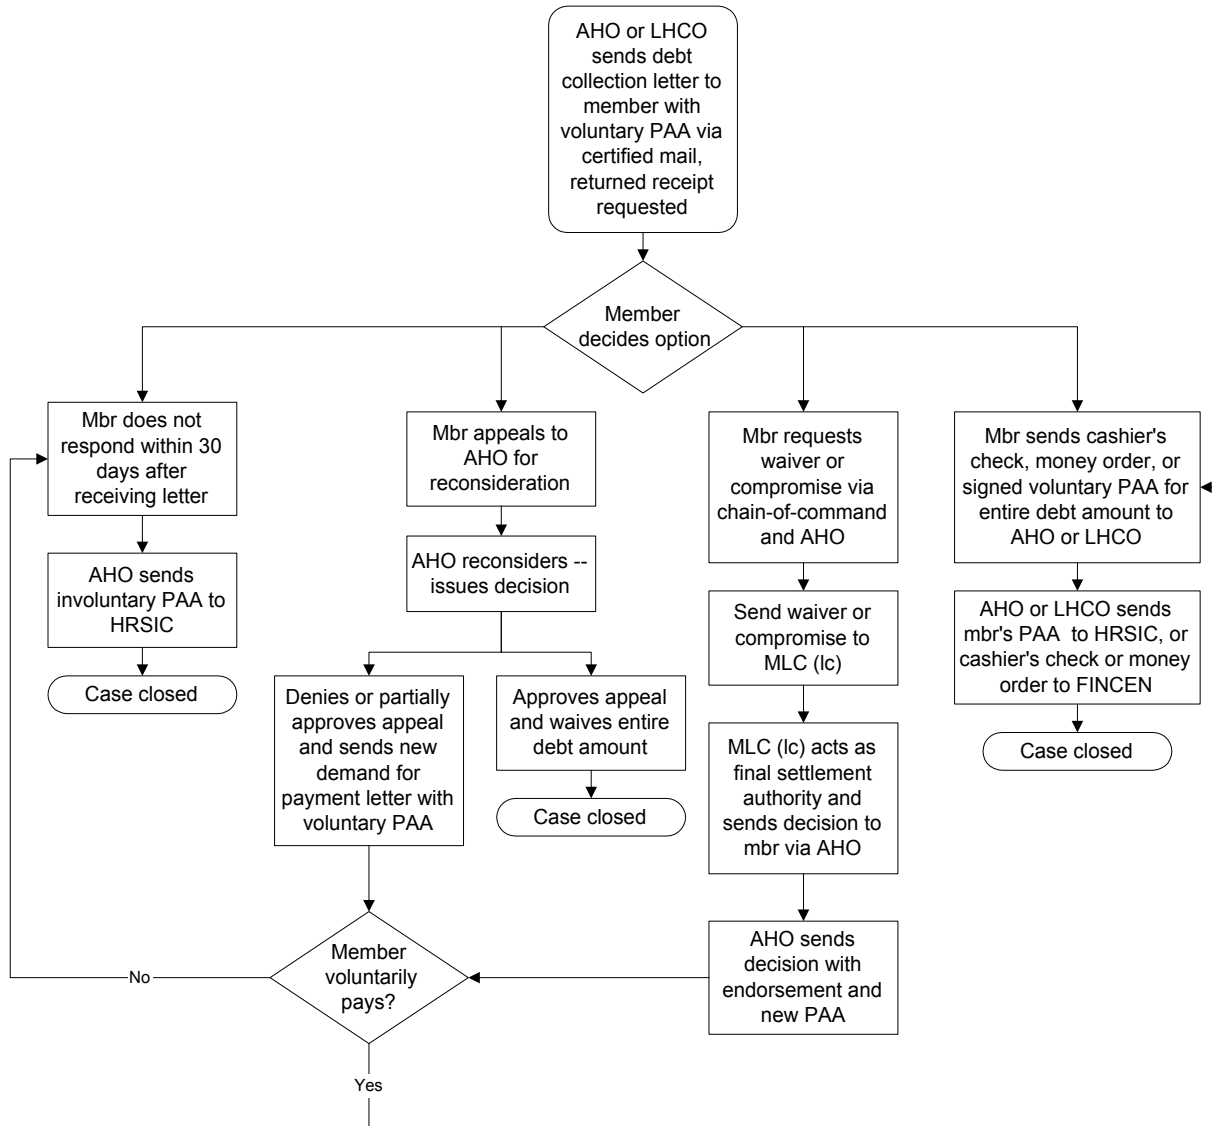 AHO or LHCO
sends debt
collection letter to
member with
voluntary PAA via
certified mail,
returned receipt
requested
Member
decides option
Mbr does not
respond within 30
days after
receiving letter
AHO sends
involuntary PAA to
HRSIC
Case closed
Mbr appeals to
AHO for
reconsideration
AHO reconsiders --
issues decision
Denies or partially
approves appeal
and sends new
demand for
payment letter with
voluntary PAA
Approves appeal
and waives entire
debt amount
Case closed
Mbr requests
waiver or
compromise via
chain-of-command
and AHO
Send waiver or
compromise to
MLC (lc)
MLC (lc) acts as
final settlement
authority and
sends decision to
mbr via AHO
AHO sends
decision with
endorsement and
new PAA
Mbr sends cashier's
check, money order, or
signed voluntary PAA for
entire debt amount to
AHO or LHCO
AHO or LHCO sends
mbr's PAA to HRSIC, or
cashier's check or money
order to FINCEN
Case closed
Member
voluntarily
pays?
No
Yes